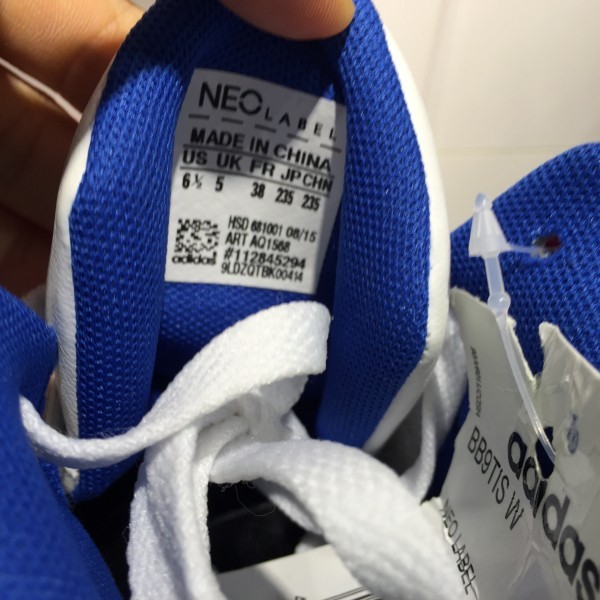 NEO LABEL
MADE IN CHINA
US UK FR JP CHN
6½ 5 38 235 235
HSD 681001 08/15
ART AQ1568
#112845294
9LDZQTBK00414
adidas
adidas
BB9TIS W
NEO LABEL